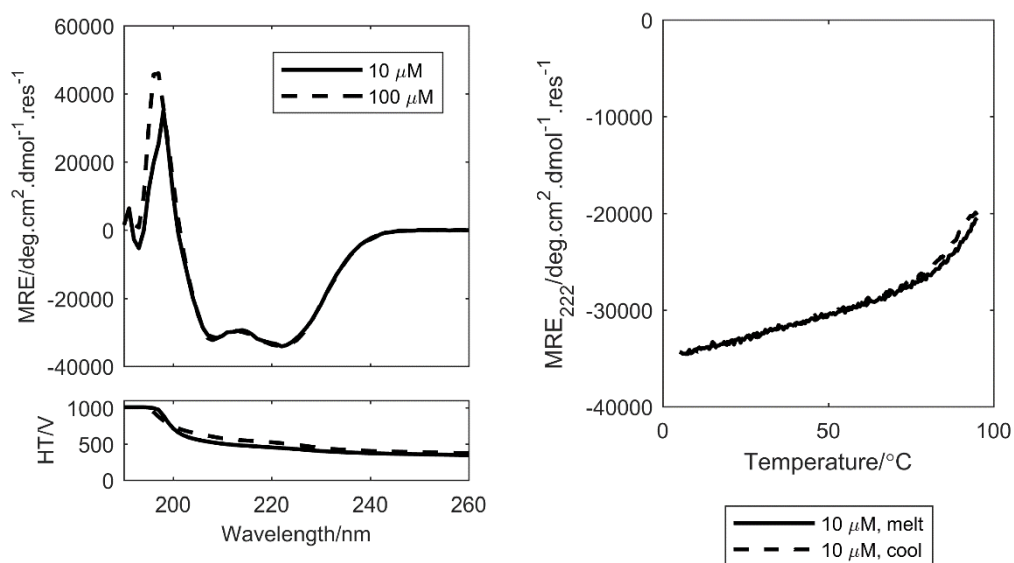 60000
40000
20000
0
-20000
-40000
MRE/deg.cm².dmol⁻¹.res⁻¹
10 μM
100 μM
1000
500
0
HT/V
200
220
240
260
Wavelength/nm
-0
-10000
-20000
-30000
-40000
MRE₂₂₂/deg.cm².dmol⁻¹.res⁻¹
0
50
100
Temperature/°C
10 μM, melt
10 μM, cool